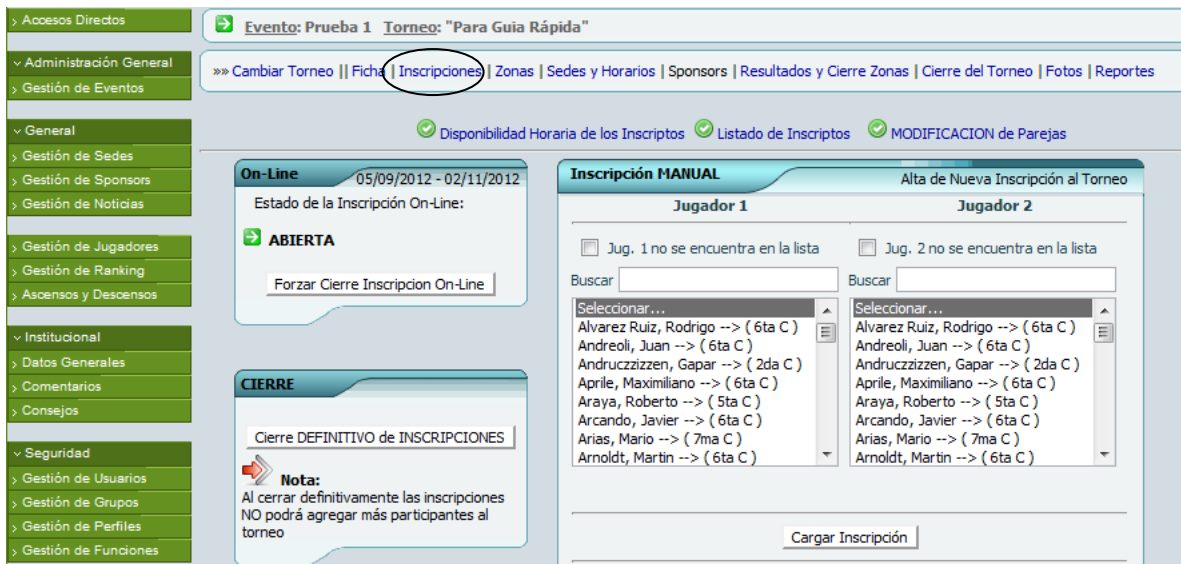 > Accesos Directos
v Administración General
> Gestión de Eventos
v General
> Gestión de Sedes
> Gestión de Sponsors
> Gestión de Noticias
> Gestión de Jugadores
> Gestión de Ranking
> Ascensos y Descensos
v Institucional
> Datos Generales
> Comentarios
> Consejos
v Seguridad
> Gestión de Usuarios
> Gestión de Grupos
> Gestión de Perfiles
> Gestión de Funciones
Evento: Prueba 1 Torneo: "Para Guia Rápida"
»» Cambiar Torneo || Ficha | Inscripciones | Zonas | Sedes y Horarios | Sponsors | Resultados y Cierre Zonas | Cierre del Torneo | Fotos | Reportes
Disponibilidad Horaria de los Inscriptos Listado de Inscriptos MODIFICACION de Parejas
On-Line 05/09/2012 - 02/11/2012
Estado de la Inscripción On-Line:
ABIERTA
Forzar Cierre Inscripcion On-Line
CIERRE
Cierre DEFINITIVO de INSCRIPCIONES
Nota:
Al cerrar definitivamente las inscripciones
NO podrá agregar más participantes al
torneo
Inscripción MANUAL Alta de Nueva Inscripción al Torneo
Jugador 1
Jug. 1 no se encuentra en la lista
Buscar
Seleccionar...
Alvarez Ruiz, Rodrigo --> ( 6ta C )
Andreoli, Juan --> ( 6ta C )
Andruczzizzen, Gapar --> ( 2da C )
Aprile, Maximiliano --> ( 6ta C )
Araya, Roberto --> ( 5ta C )
Arcando, Javier --> ( 6ta C )
Arias, Mario --> ( 7ma C )
Arnoldt, Martin --> ( 6ta C )
Jugador 2
Jug. 2 no se encuentra en la lista
Buscar
Seleccionar...
Alvarez Ruiz, Rodrigo --> ( 6ta C )
Andreoli, Juan --> ( 6ta C )
Andruczzizzen, Gapar --> ( 2da C )
Aprile, Maximiliano --> ( 6ta C )
Araya, Roberto --> ( 5ta C )
Arcando, Javier --> ( 6ta C )
Arias, Mario --> ( 7ma C )
Arnoldt, Martin --> ( 6ta C )
Cargar Inscripción